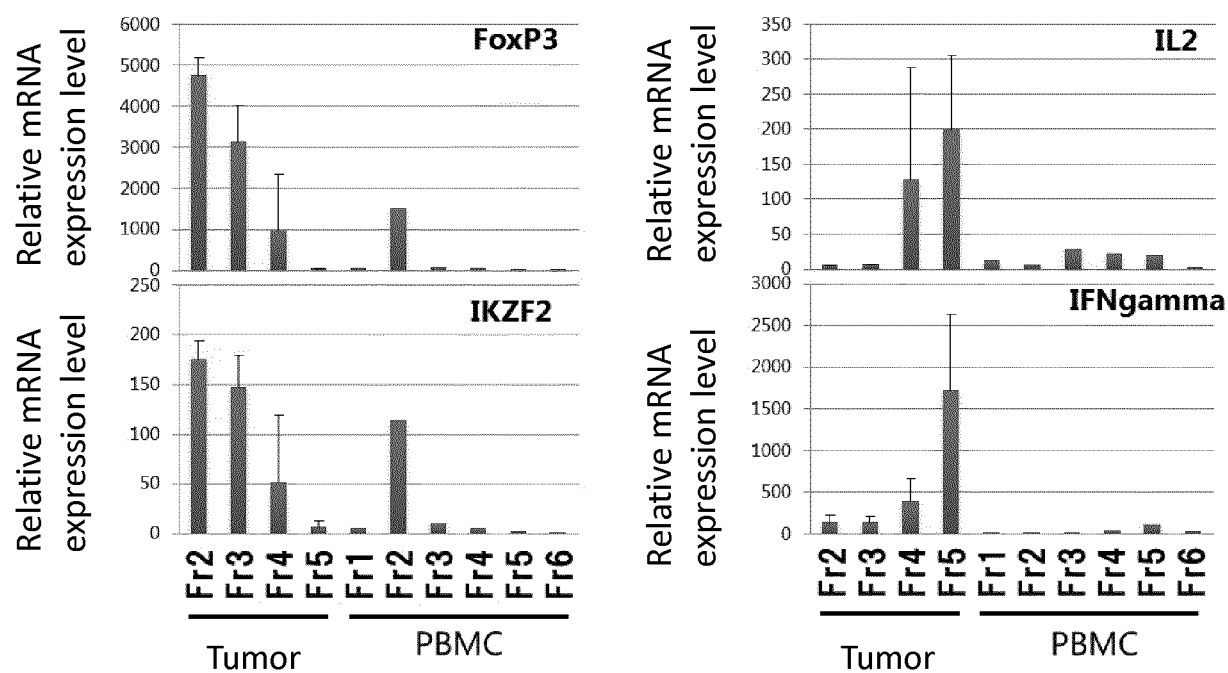 Relative mRNA
expression level
6000
5000
4000
3000
2000
1000
0
FoxP3
Relative mRNA
expression level
350
300
250
200
150
100
50
0
IL2
Relative mRNA
expression level
250
200
150
100
50
0
IKZF2
Fr2 Fr3 Fr4 Fr5 Fr1 Fr2 Fr3 Fr4 Fr5 Fr6
Tumor PBMC
Relative mRNA
expression level
3000
2500
2000
1500
1000
500
0
IFNgamma
Fr2 Fr3 Fr4 Fr5 Fr1 Fr2 Fr3 Fr4 Fr5 Fr6
Tumor PBMC